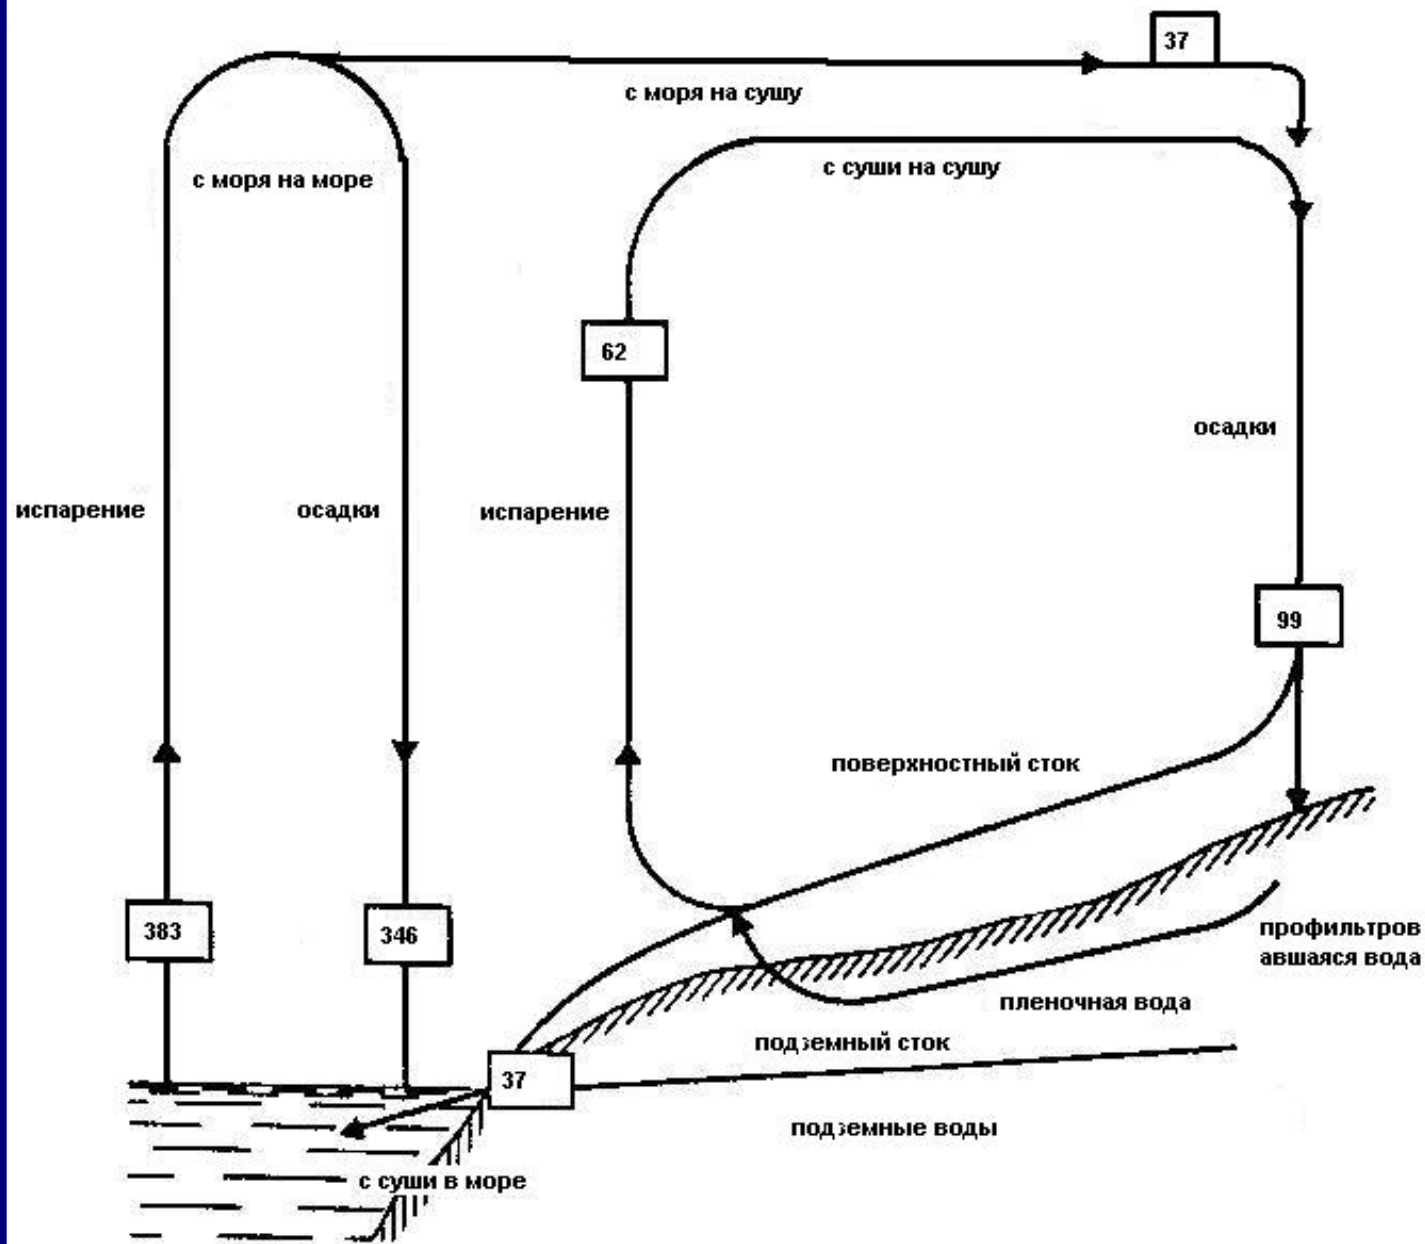 37
с моря на сушу
с моря на море
с суши на сушу
62
осадки
испарение
осадки
испарение
99
поверхностный сток
383
346
профильтров
авшаяся вода
пленочная вода
подземный сток
37
подземные воды
с суши в море